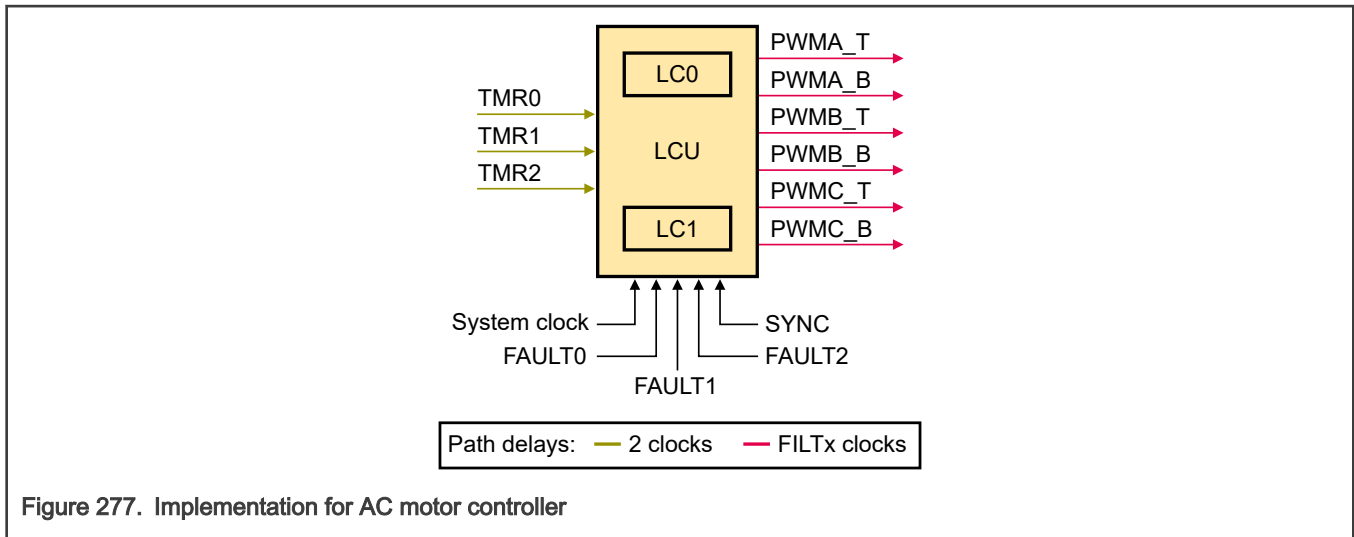 PWMA_T
LC0
PWMA_B
TMR0
PWMB_T
TMR1
LCU
PWMB_B
TMR2
PWMC_T
LC1
PWMC_B
System clock
SYNC
FAULT0
FAULT2
FAULT1
Path delays: 2 clocks FILTx clocks
Figure 277. Implementation for AC motor controller